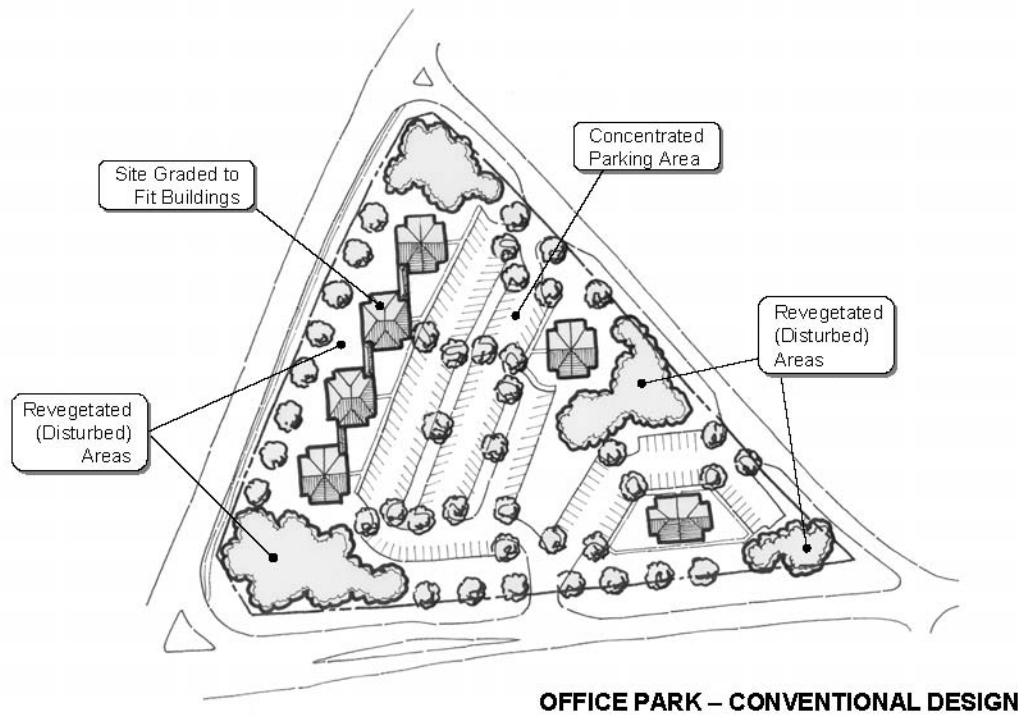 Concentrated
Parking Area
Site Graded to
Fit Buildings
Revegetated
(Disturbed)
Areas
Revegetated
(Disturbed)
Areas
OFFICE PARK – CONVENTIONAL DESIGN